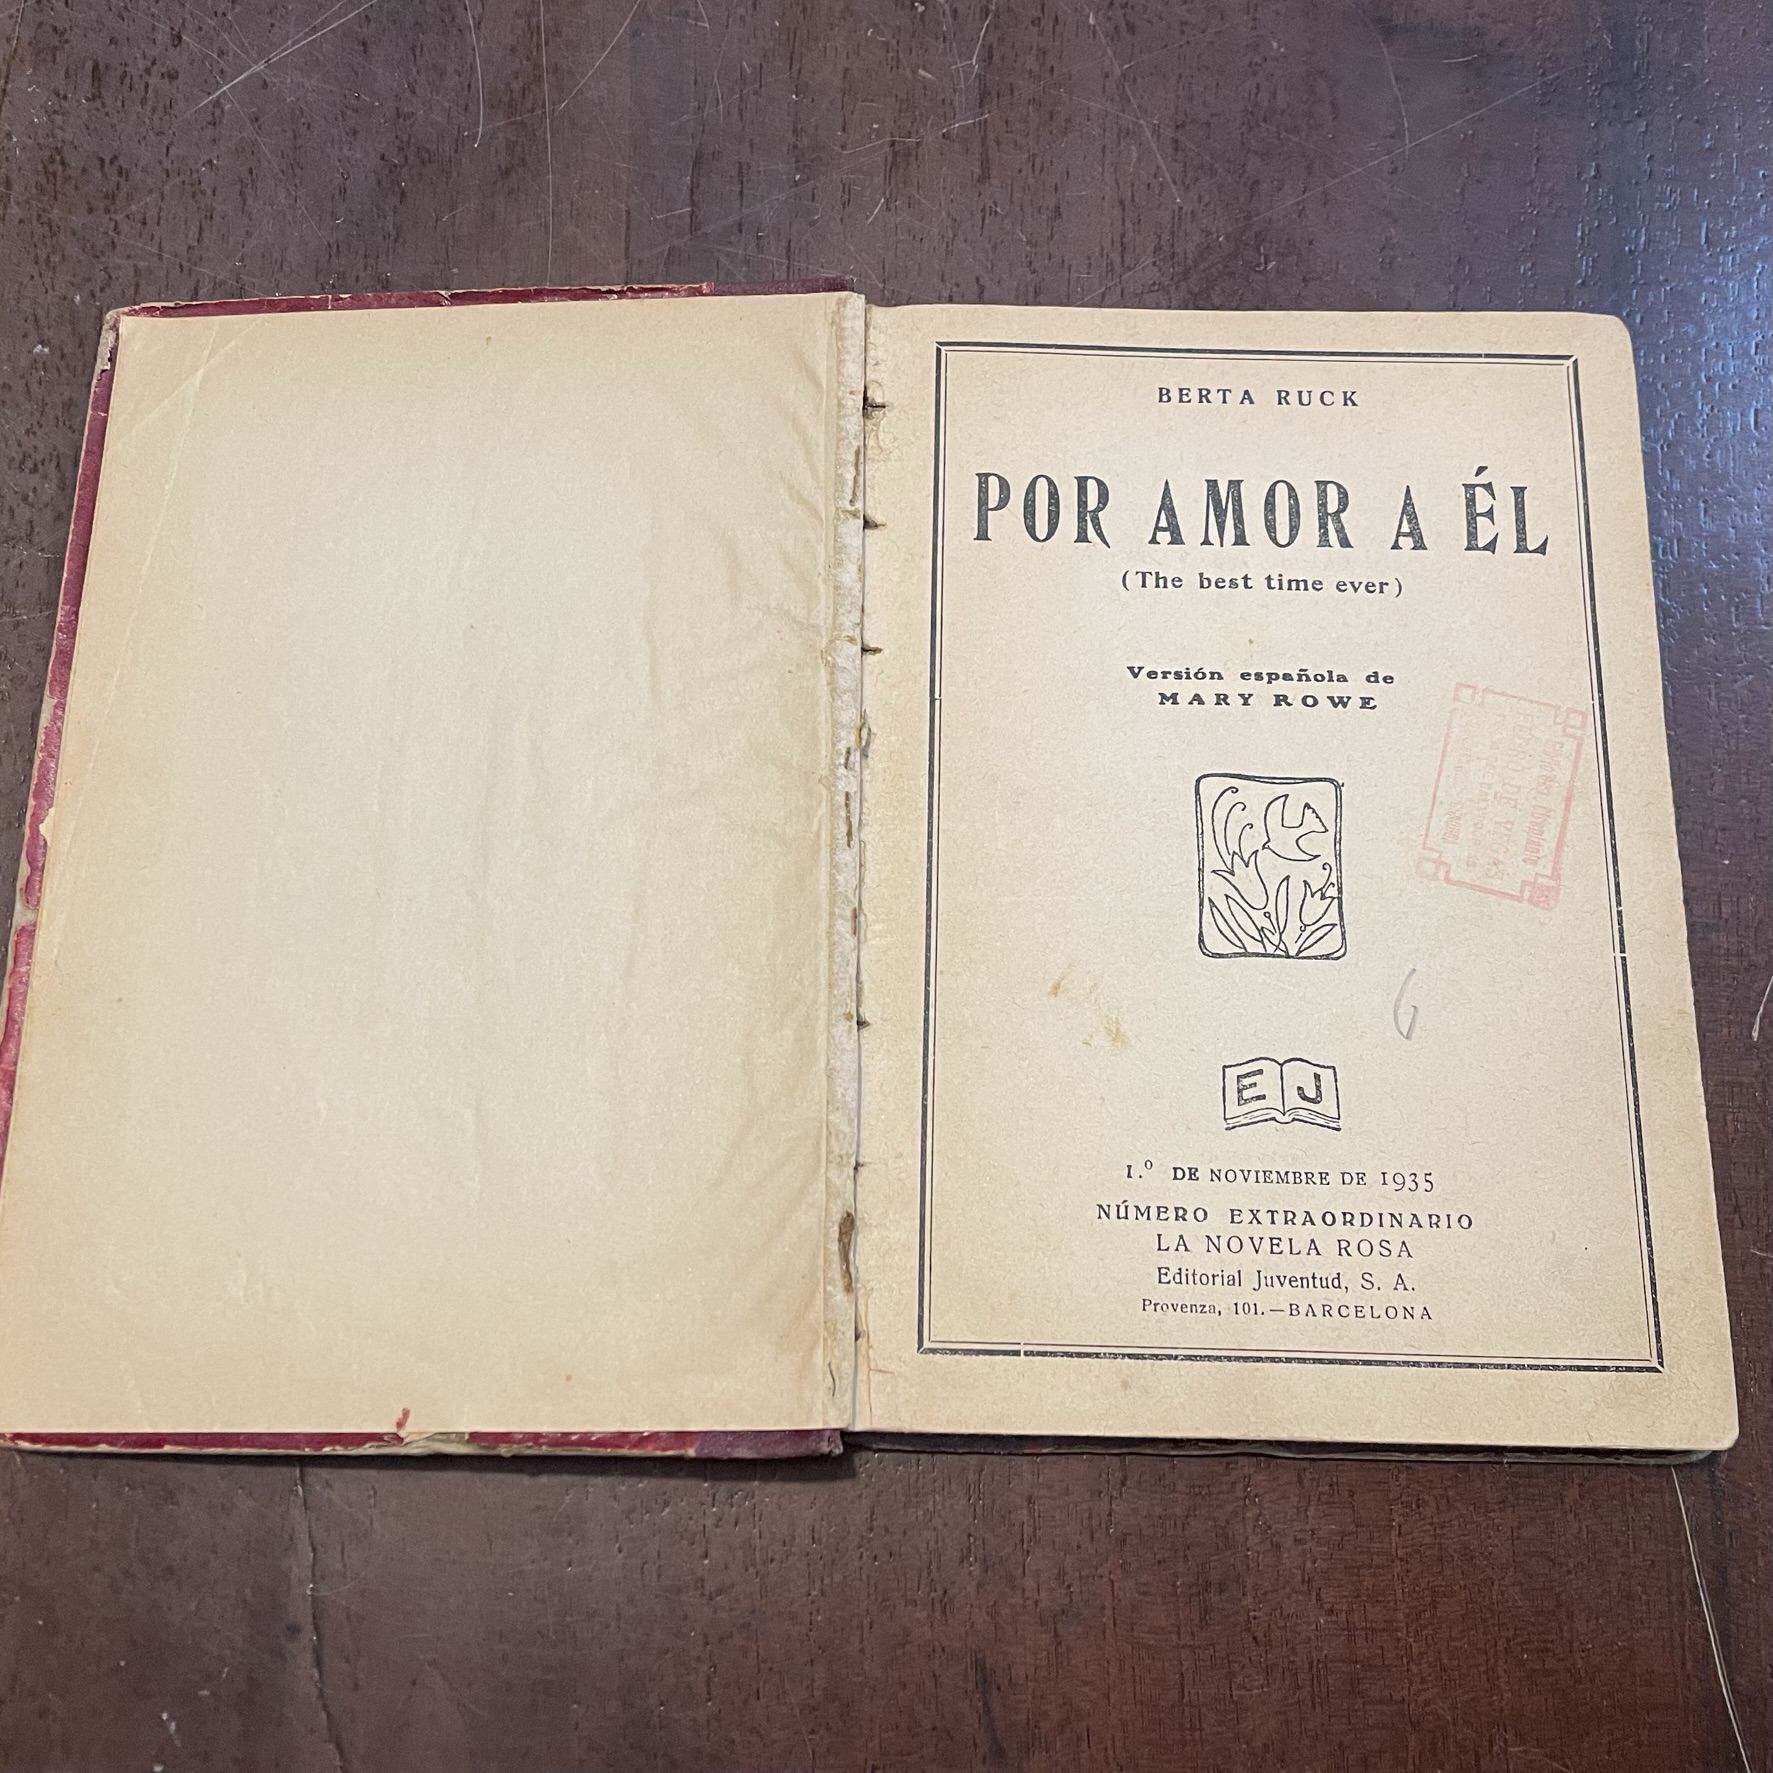 BERTA RUCK
POR AMOR A ÉL
(The best time ever)
Versión española de
MARY ROWE
6
E J
1.º DE NOVIEMBRE DE 1935
NÚMERO EXTRAORDINARIO
LA NOVELA ROSA
Editorial Juventud, S. A.
Provenza, 101.—BARCELONA